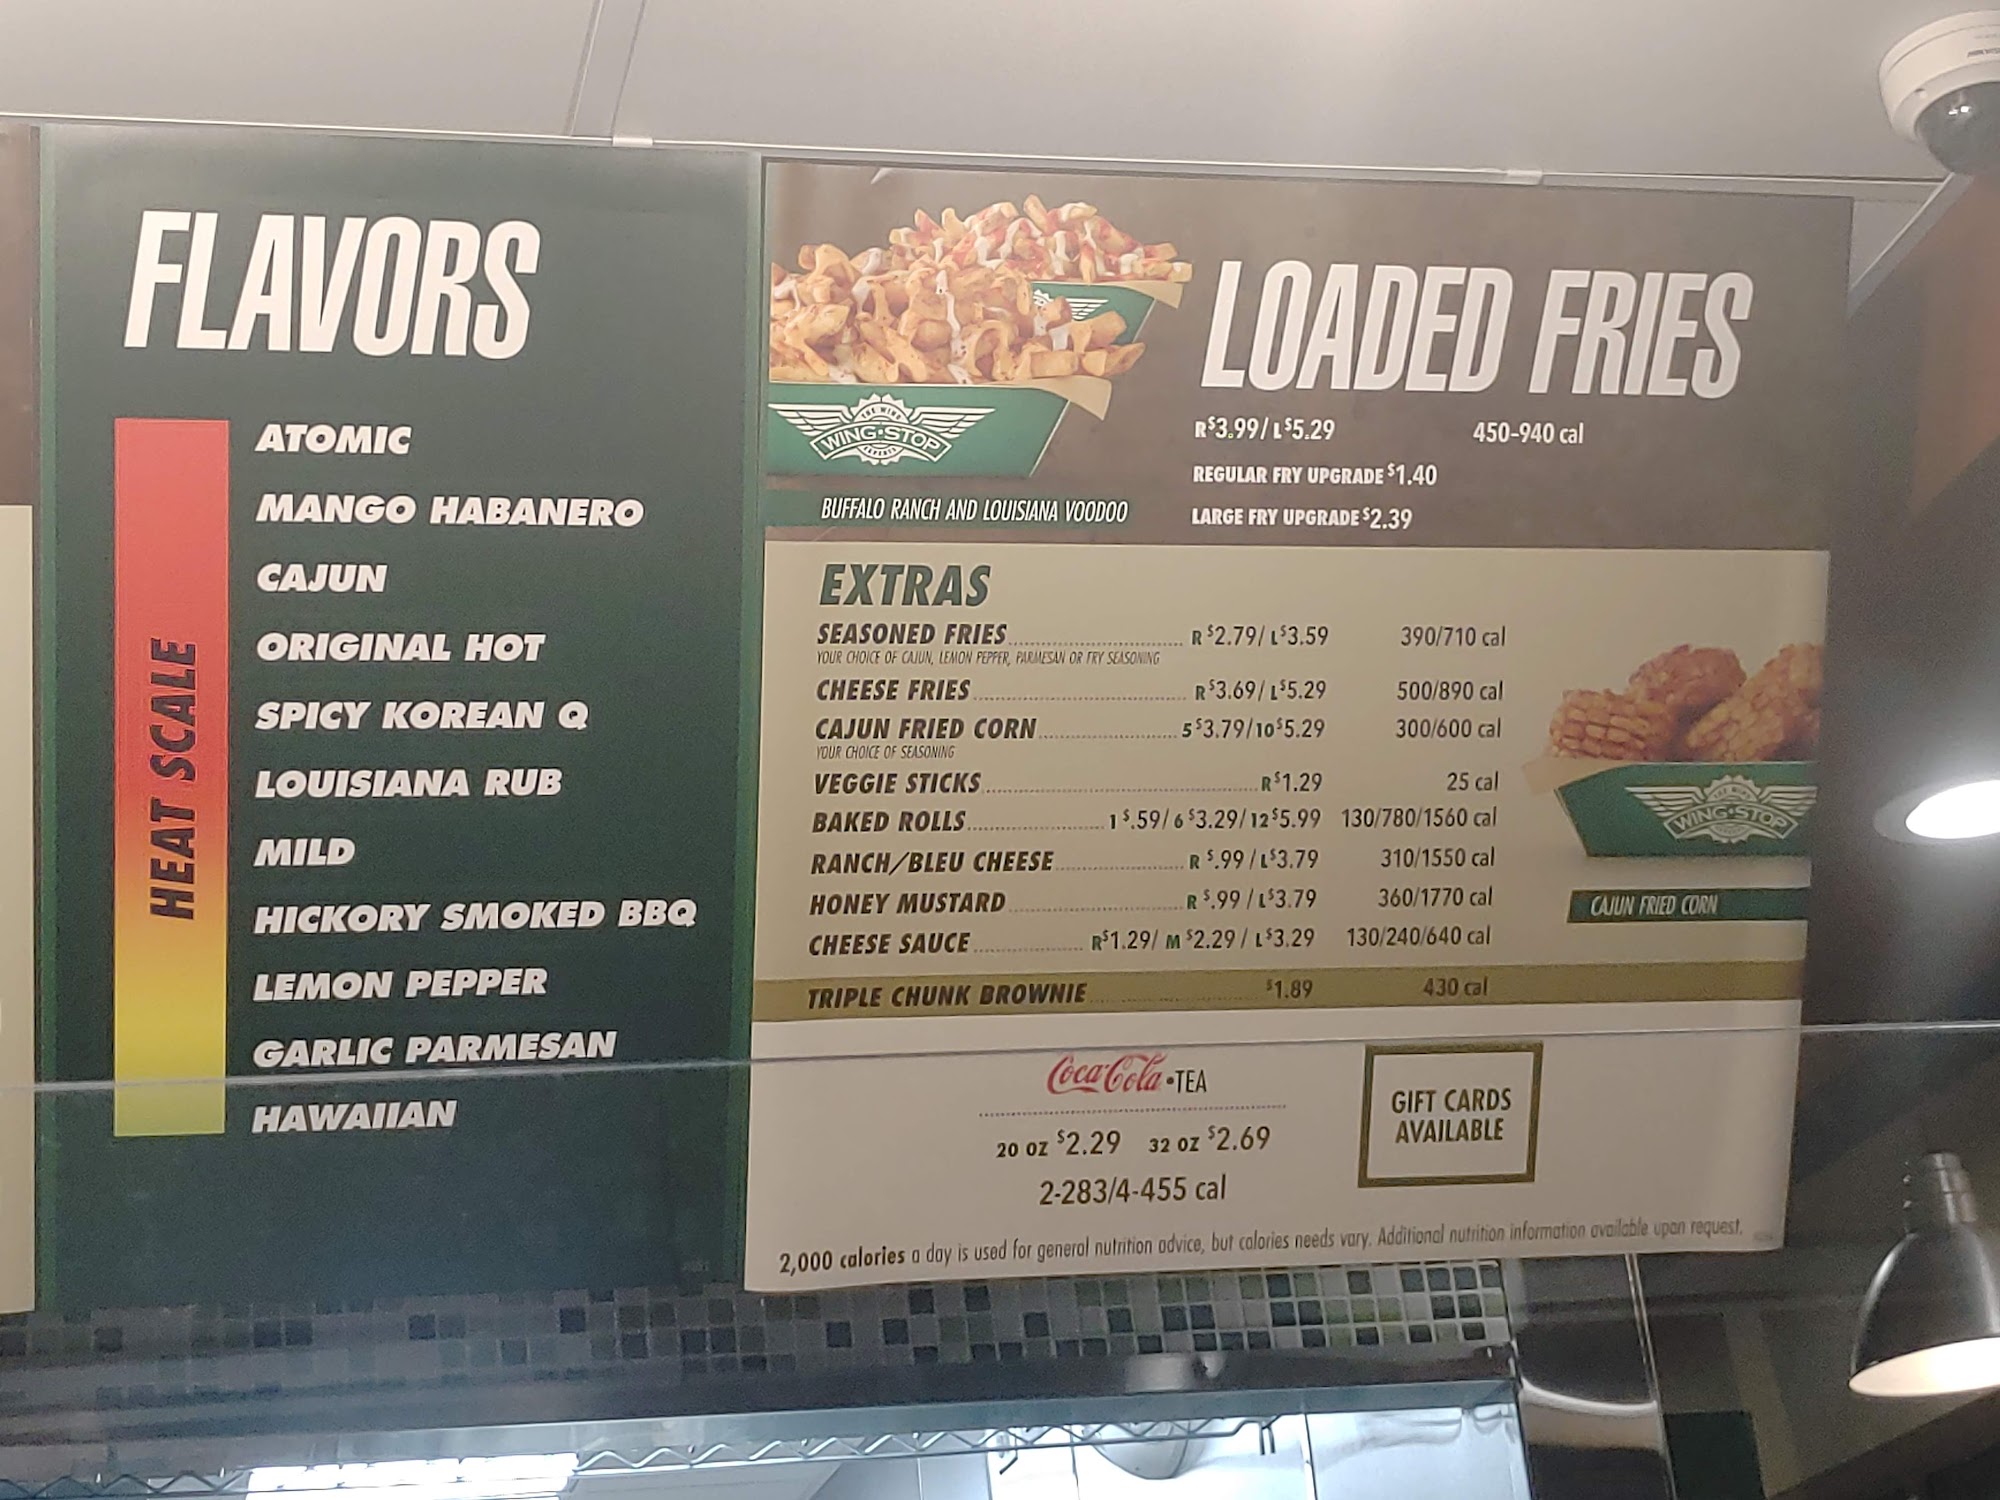 FLAVORS
HEAT SCALE
ATOMIC
MANGO HABANERO
CAJUN
ORIGINAL HOT
SPICY KOREAN Q
LOUISIANA RUB
MILD
HICKORY SMOKED BBQ
LEMON PEPPER
GARLIC PARMESAN
HAWAIIAN
THE WING
WING·STOP
EXPERTS
BUFFALO RANCH AND LOUISIANA VOODOO
LOADED FRIES
R $3.99/ L $5.29 450-940 cal
REGULAR FRY UPGRADE $1.40
LARGE FRY UPGRADE $2.39
EXTRAS
SEASONED FRIES R $2.79/ L $3.59 390/710 cal
YOUR CHOICE OF CAJUN, LEMON PEPPER, PARMESAN OR FRY SEASONING
CHEESE FRIES R $3.69/ L $5.29 500/890 cal
CAJUN FRIED CORN 5 $3.79/10 $5.29 300/600 cal
YOUR CHOICE OF SEASONING
VEGGIE STICKS R $1.29 25 cal
BAKED ROLLS 1 $.59/ 6 $3.29/ 12 $5.99 130/780/1560 cal
RANCH/BLEU CHEESE R $.99 / L $3.79 310/1550 cal
HONEY MUSTARD R $.99 / L $3.79 360/1770 cal
CHEESE SAUCE R $1.29/ M $2.29 / L $3.29 130/240/640 cal
TRIPLE CHUNK BROWNIE $1.89 430 cal
WING·STOP
CAJUN FRIED CORN
Coca-Cola • TEA
20 OZ $2.29 32 OZ $2.69
2-283/4-455 cal
GIFT CARDS
AVAILABLE
2,000 calories a day is used for general nutrition advice, but calories needs vary. Additional nutrition information available upon request.